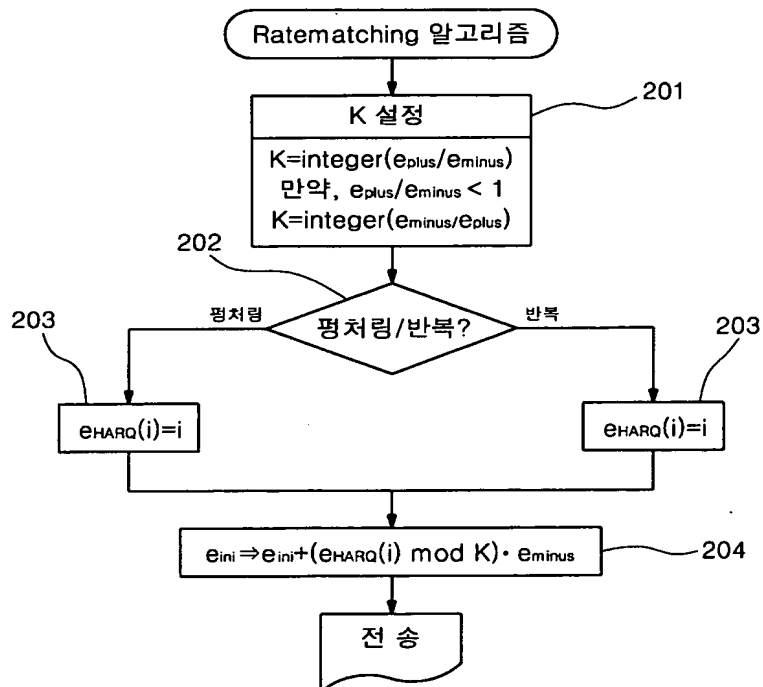 Ratematching 알고리즘
201
K 설정
K=integer(eplus/eminus)
만약, eplus/eminus < 1
K=integer(eminus/eplus)
202
펑처링/반복?
펑처링
반복
203
203
eHARQ(i)=i
eHARQ(i)=i
eini⇒eini+(eHARQ(i) mod K)· eminus
204
전 송